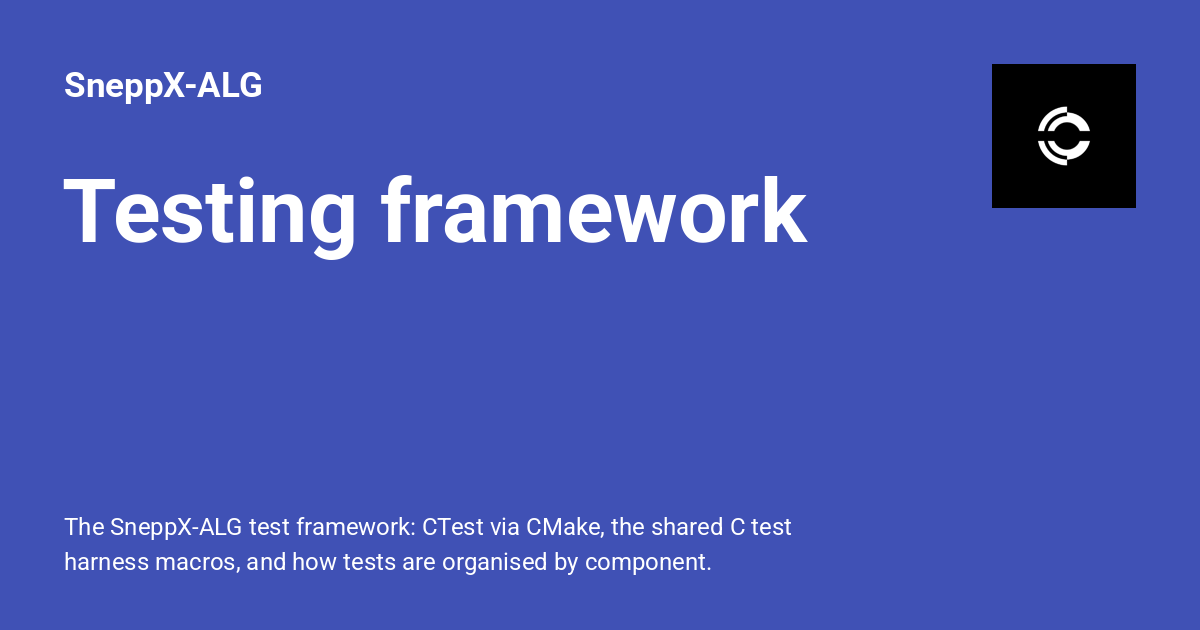 SneppX-ALG
Testing framework
The SneppX-ALG test framework: CTest via CMake, the shared C test
harness macros, and how tests are organised by component.